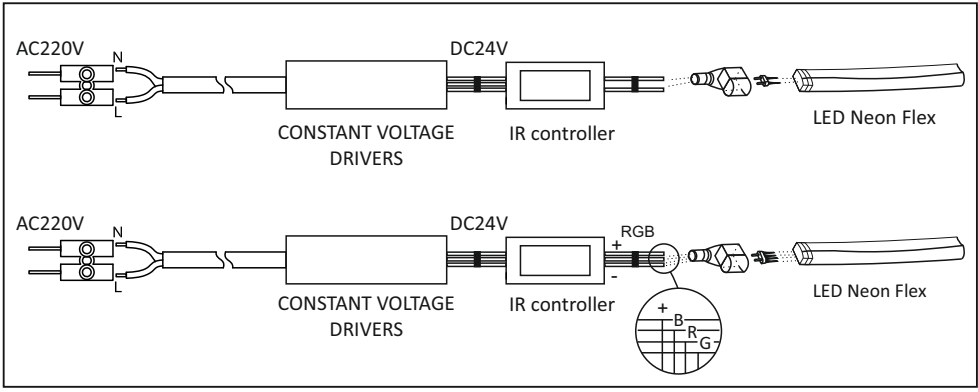 AC220V
N
L
CONSTANT VOLTAGE
DRIVERS
DC24V
IR controller
LED Neon Flex
AC220V
N
L
CONSTANT VOLTAGE
DRIVERS
DC24V
IR controller
+
RGB
-
+
B
R
G
LED Neon Flex